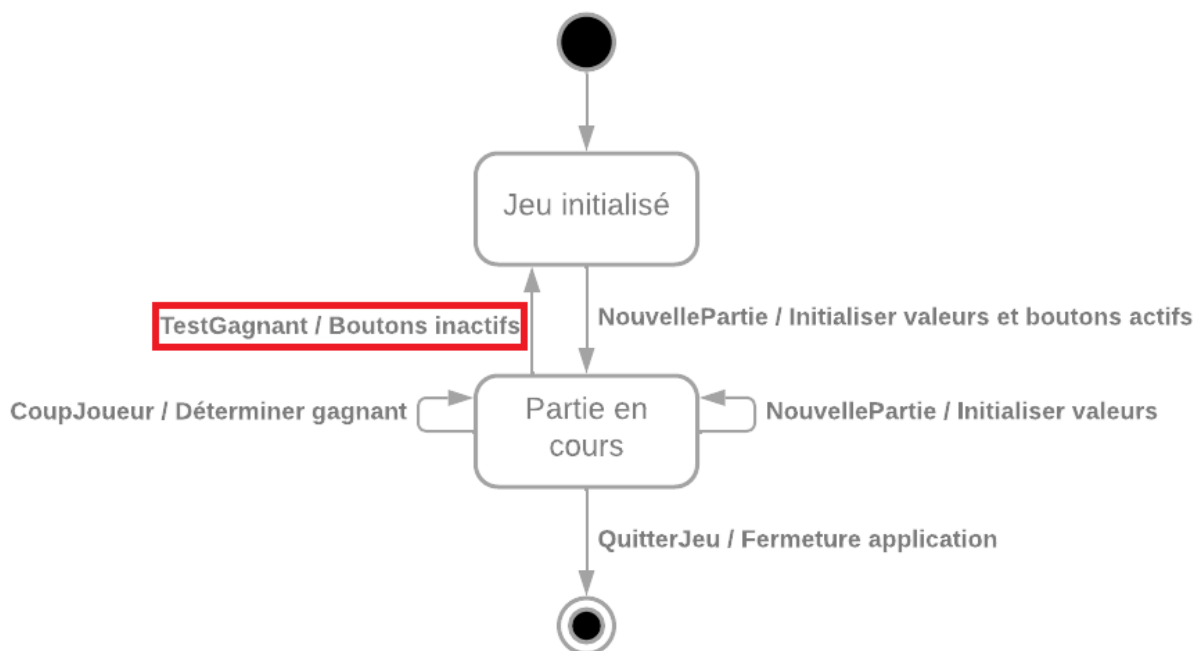 Jeu initialisé
TestGagnant / Boutons inactifs
NouvellePartie / Initialiser valeurs et boutons actifs
CoupJoueur / Déterminer gagnant
Partie en
cours
NouvellePartie / Initialiser valeurs
QuitterJeu / Fermeture application